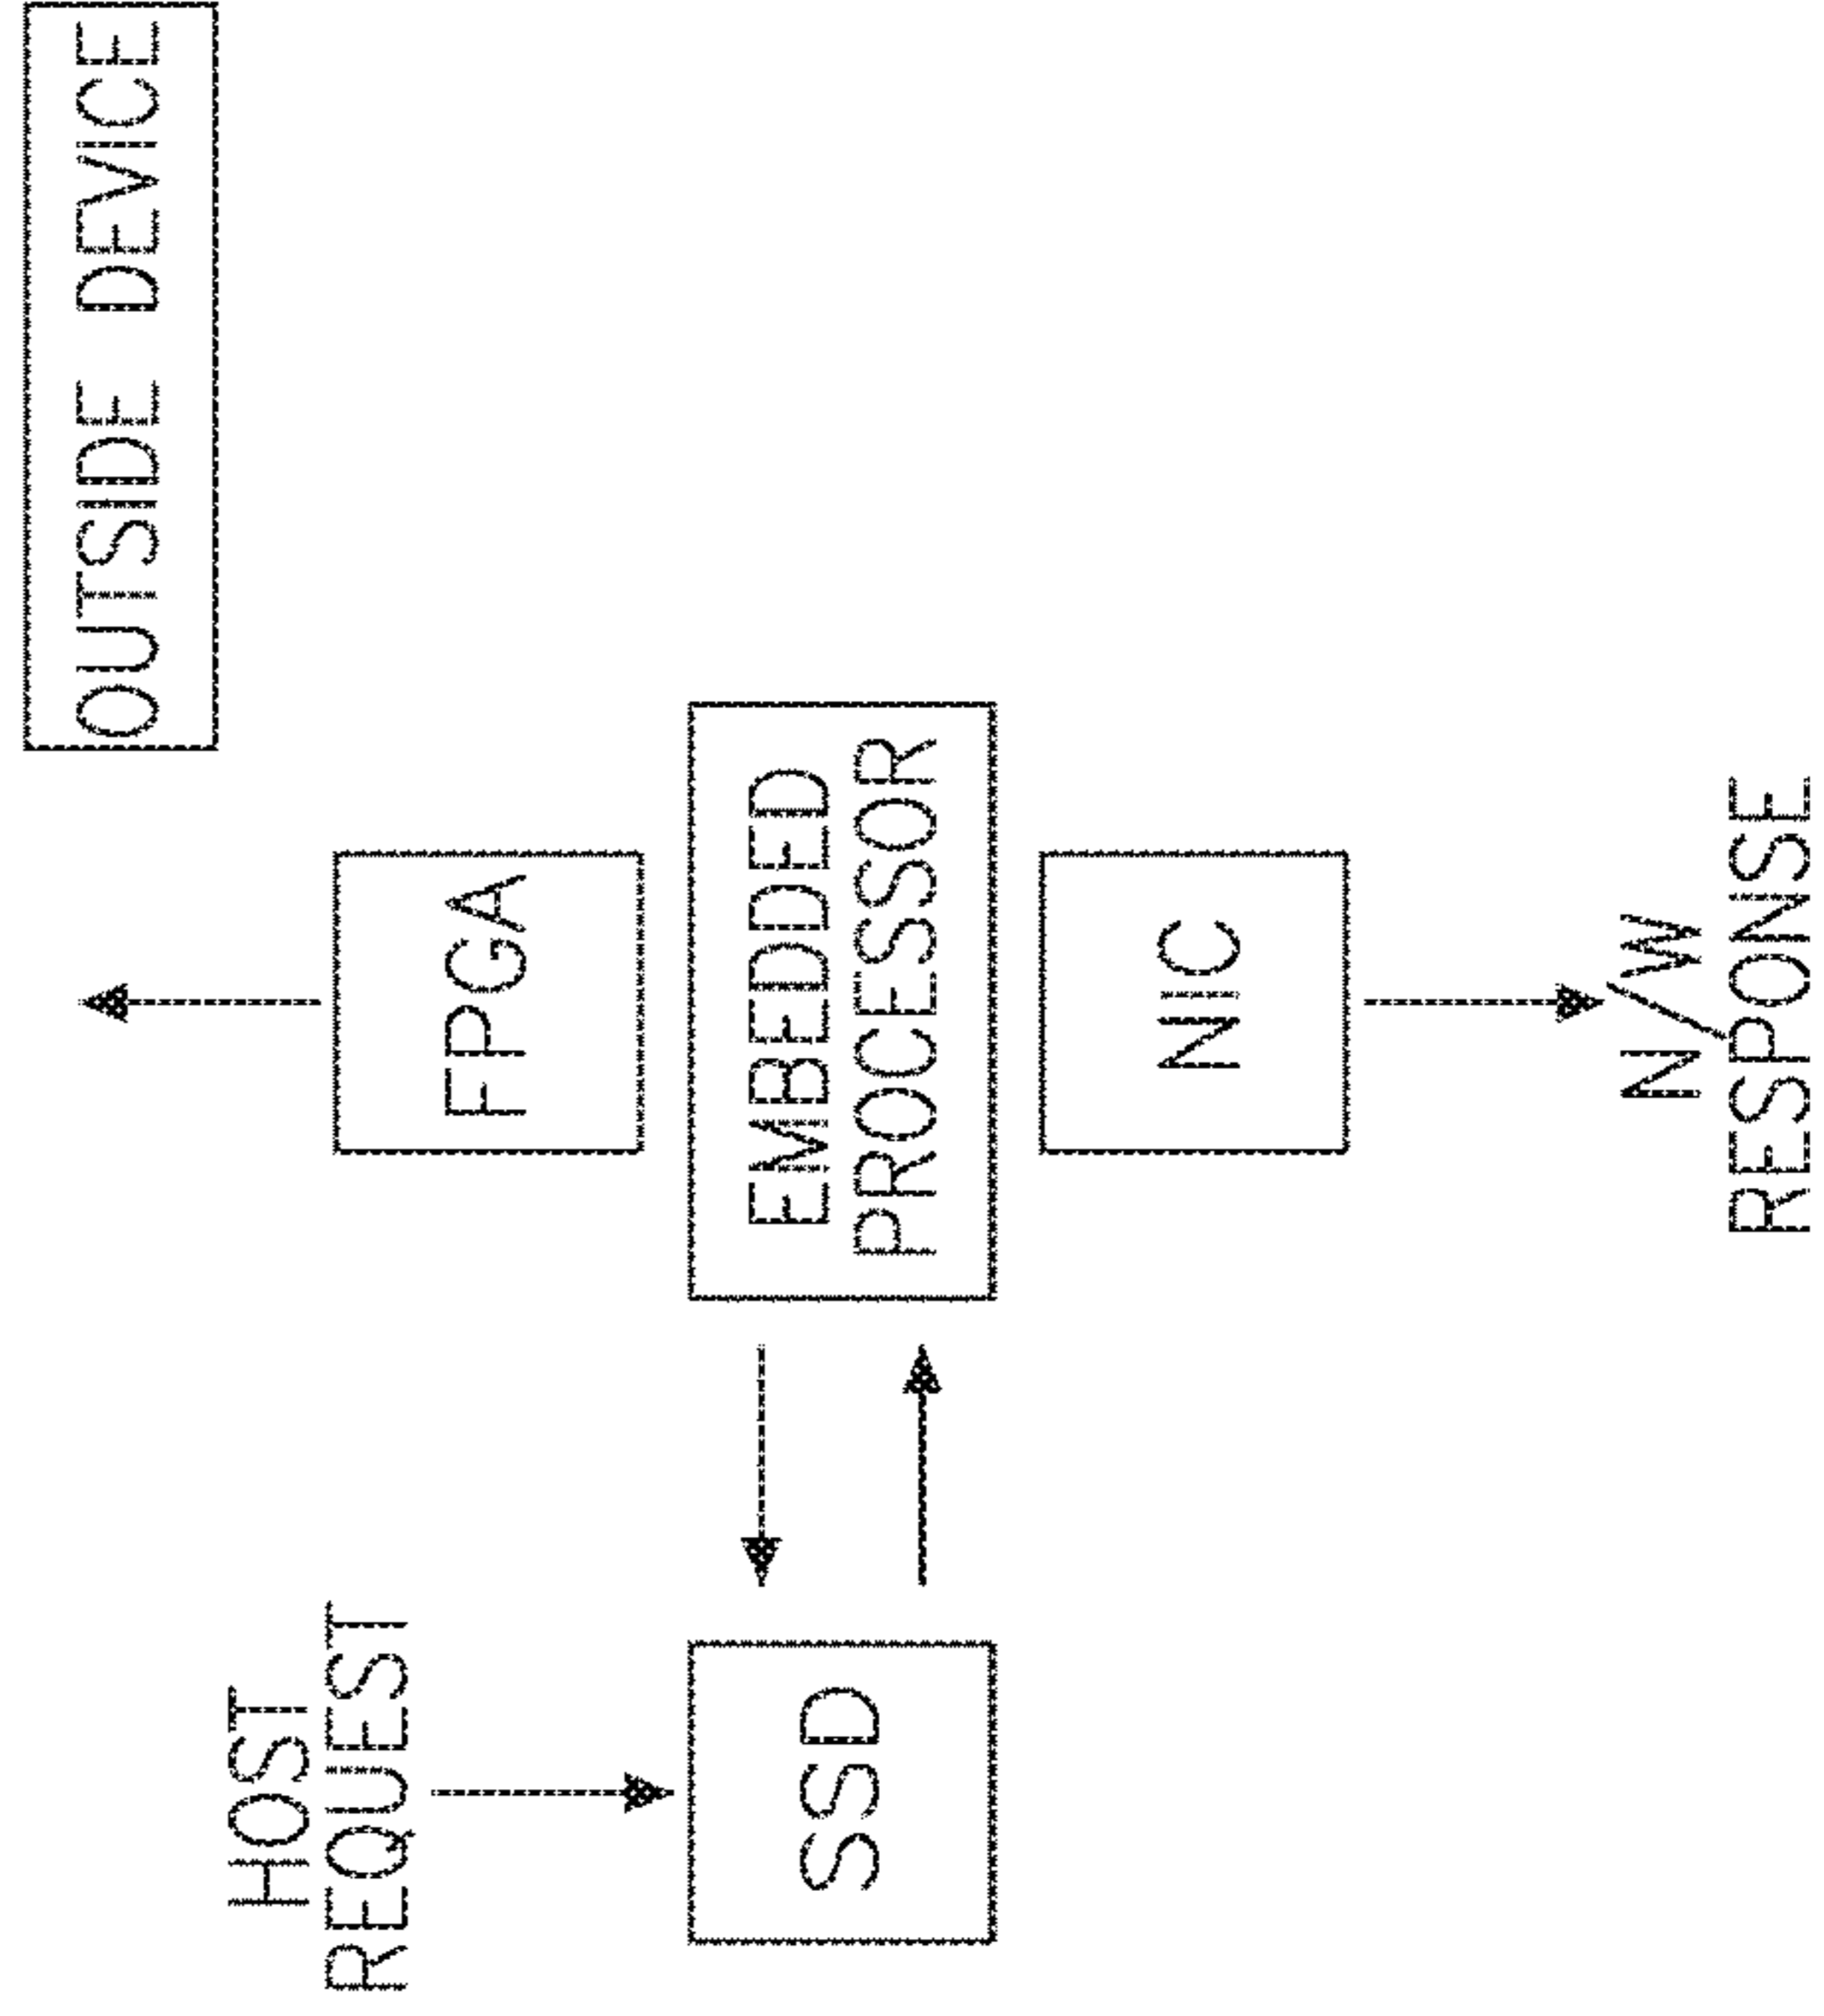 OUTSIDE DEVICE
HOST
REQUEST
FPGA
SSD
EMBEDDED
PROCESSOR
NIC
N/W
RESPONSE